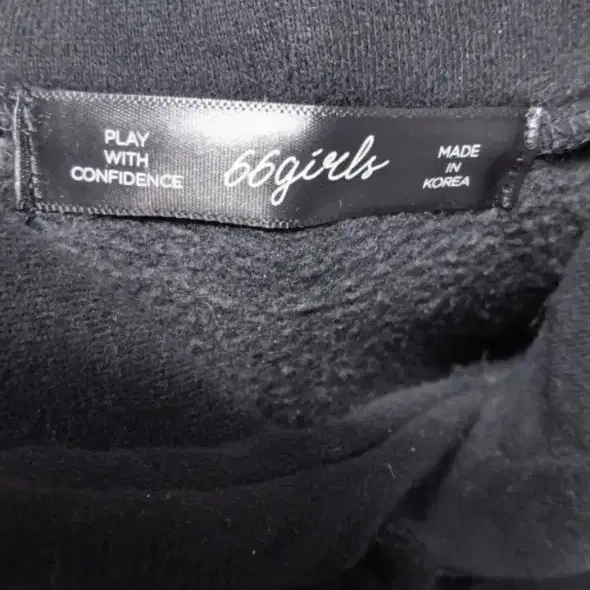 PLAY
WITH
CONFIDENCE
66girls
MADE
IN
KOREA